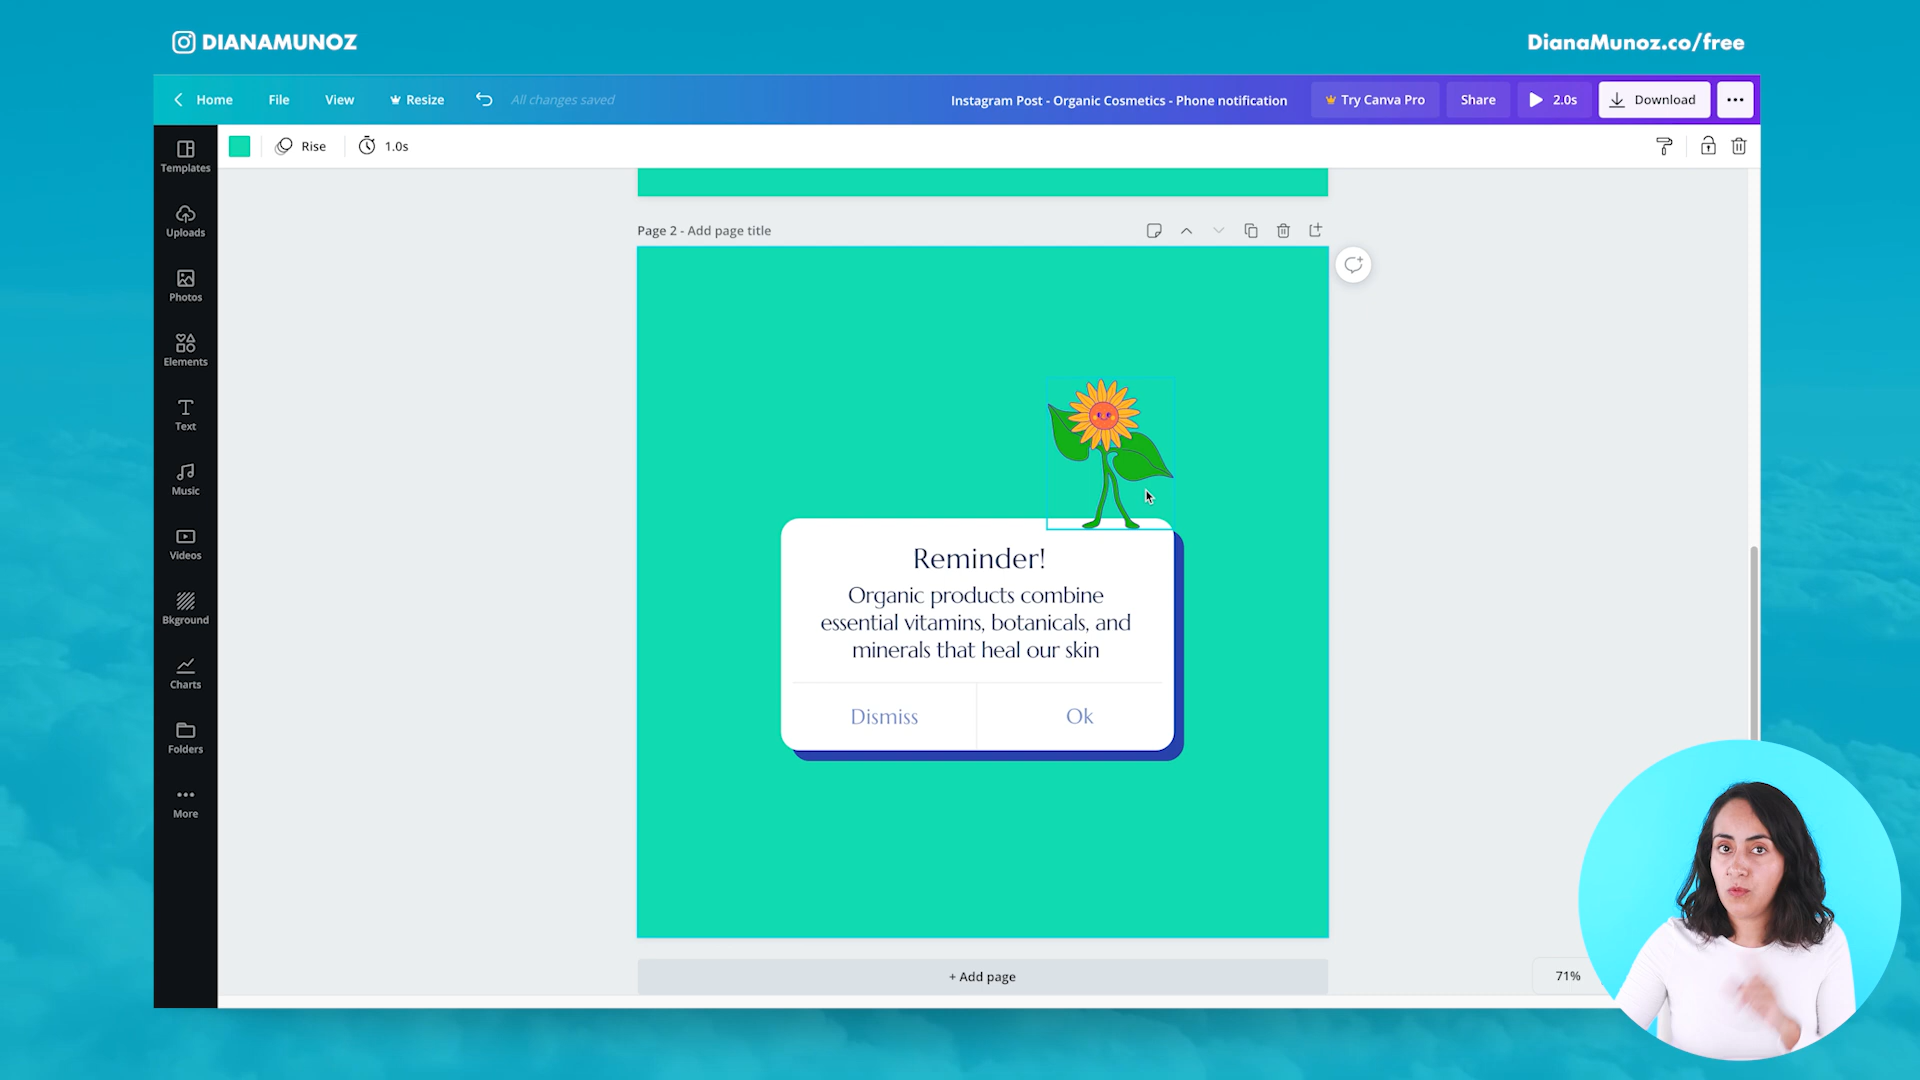 DIANAMUNOZ
DianaMunoz.co/free
Home
File
View
Resize
All changes saved
Instagram Post - Organic Cosmetics - Phone notification
Try Canva Pro
Share
2.0s
Download
Rise
1.0s
Templates
Uploads
Photos
Elements
Text
Music
Videos
Bkground
Charts
Folders
More
Page 2 - Add page title
Reminder!
Organic products combine
essential vitamins, botanicals, and
minerals that heal our skin
Dismiss
Ok
+ Add page
71%